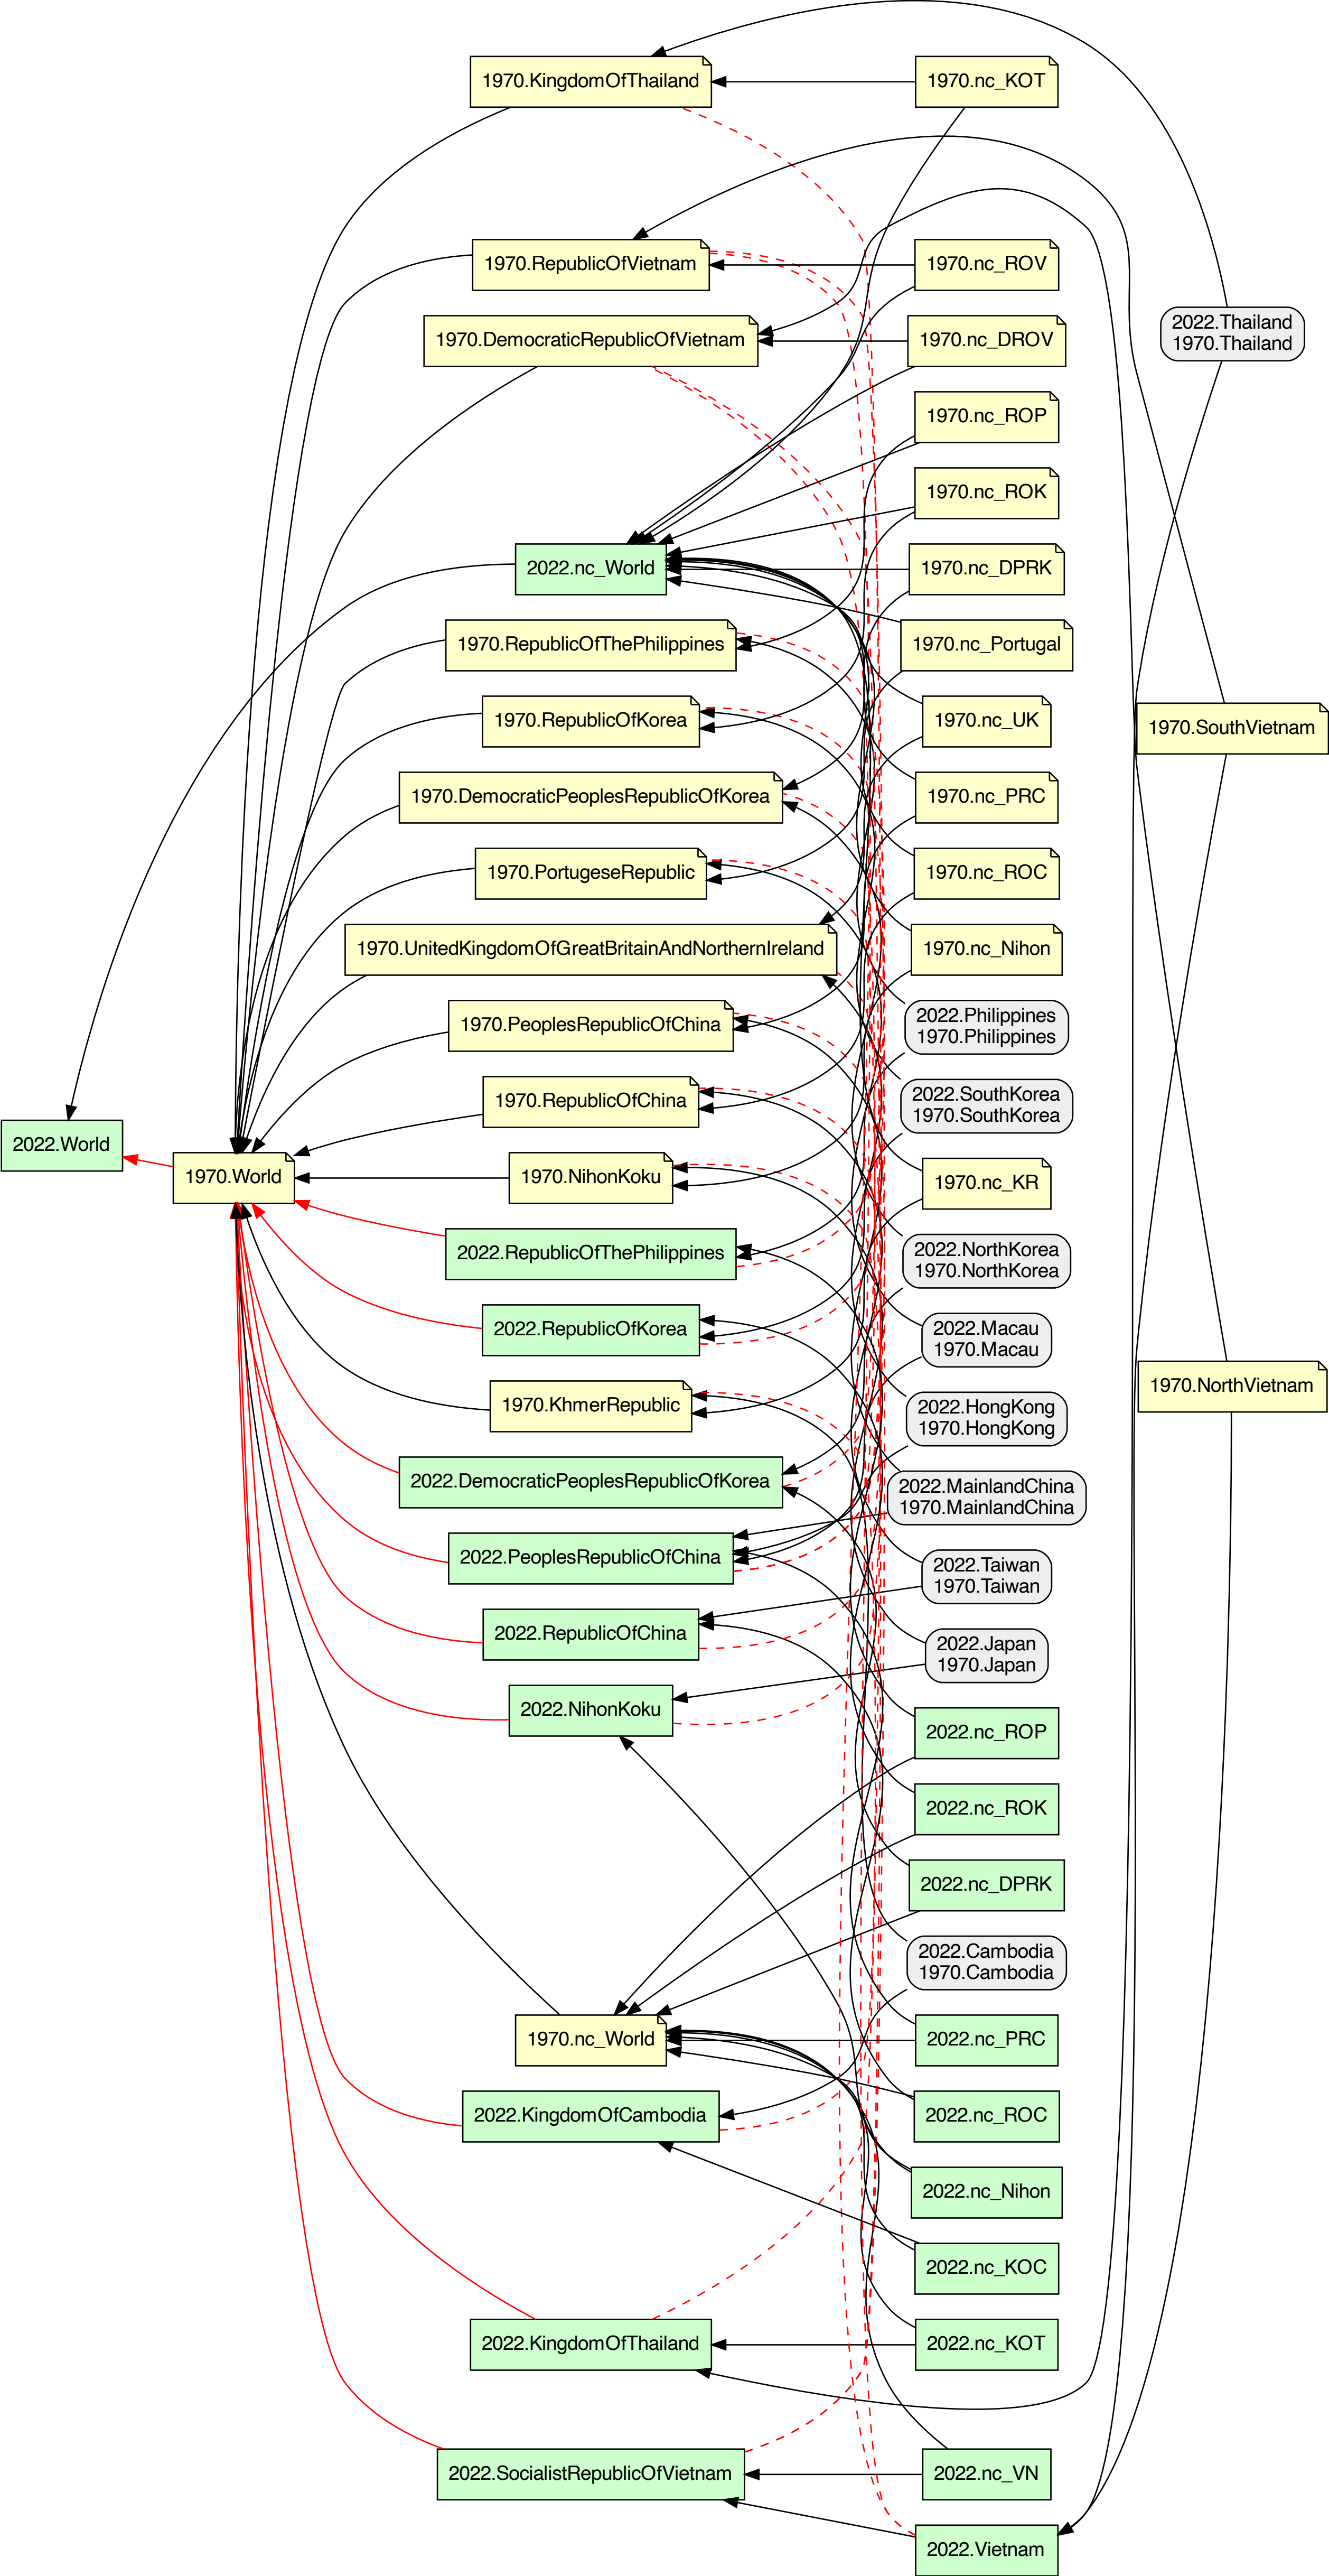 1970.KingdomOfThailand
1970.nc_KOT
1970.RepublicOfVietnam
1970.nc_ROV
2022.Thailand
1970.Thailand
1970.DemocraticRepublicOfVietnam
1970.nc_DROV
1970.nc_ROP
1970.nc_ROK
2022.nc_World
1970.nc_DPRK
1970.RepublicOfThePhilippines
1970.nc_Portugal
1970.RepublicOfKorea
1970.nc_UK
1970.SouthVietnam
1970.DemocraticPeoplesRepublicOfKorea
1970.nc_PRC
1970.PortugeseRepublic
1970.nc_ROC
1970.UnitedKingdomOfGreatBritainAndNorthernIreland
1970.nc_Nihon
1970.PeoplesRepublicOfChina
2022.Philippines
1970.Philippines
1970.RepublicOfChina
2022.SouthKorea
1970.SouthKorea
2022.World
1970.World
1970.NihonKoku
1970.nc_KR
2022.RepublicOfThePhilippines
2022.NorthKorea
1970.NorthKorea
2022.RepublicOfKorea
2022.Macau
1970.Macau
1970.NorthVietnam
1970.KhmerRepublic
2022.HongKong
1970.HongKong
2022.DemocraticPeoplesRepublicOfKorea
2022.MainlandChina
1970.MainlandChina
2022.PeoplesRepublicOfChina
2022.Taiwan
1970.Taiwan
2022.RepublicOfChina
2022.Japan
1970.Japan
2022.NihonKoku
2022.nc_ROP
2022.nc_ROK
2022.nc_DPRK
2022.Cambodia
1970.Cambodia
1970.nc_World
2022.nc_PRC
2022.KingdomOfCambodia
2022.nc_ROC
2022.nc_Nihon
2022.nc_KOC
2022.KingdomOfThailand
2022.nc_KOT
2022.SocialistRepublicOfVietnam
2022.nc_VN
2022.Vietnam